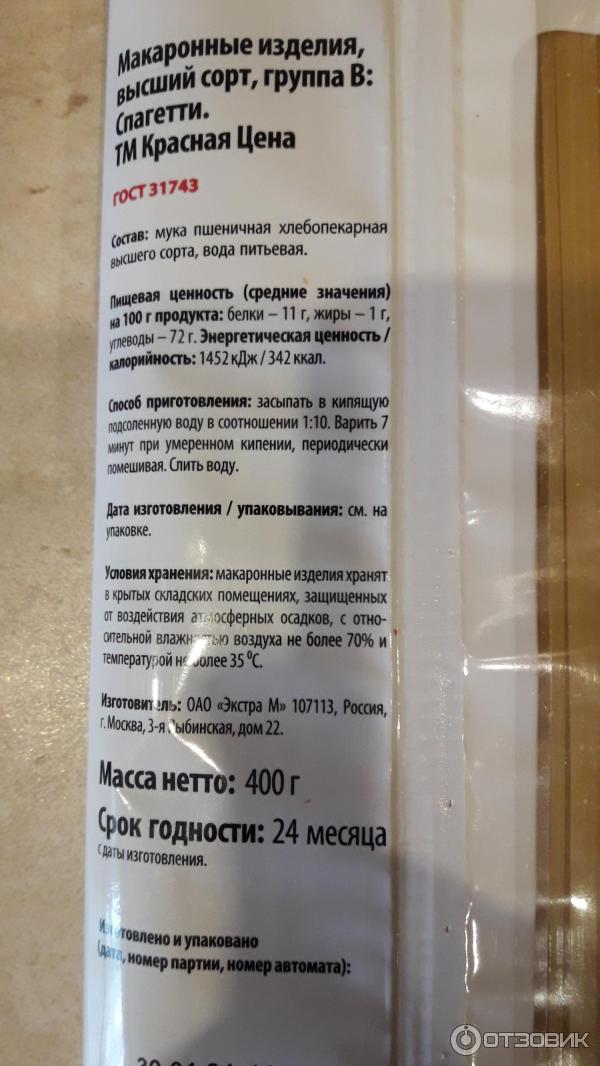 Макаронные изделия,
высший сорт, группа В:
Спагетти.
ТМ Красная Цена
ГОСТ 31743
Состав: мука пшеничная хлебопекарная
высшего сорта, вода питьевая.
Пищевая ценность (средние значения)
на 100 г продукта: белки – 11 г, жиры – 1 г,
углеводы – 72 г. Энергетическая ценность /
калорийность: 1452 кДж / 342 ккал.
Способ приготовления: засыпать в кипящую
подсоленную воду в соотношении 1:10. Варить 7
минут при умеренном кипении, периодически
помешивая. Слить воду.
Дата изготовления / упаковывания: см. на
упаковке.
Условия хранения: макаронные изделия хранят
в крытых складских помещениях, защищенных
от воздействия атмосферных осадков, с отно-
сительной влажностью воздуха не более 70% и
температурой не более 35 ⁰С.
Изготовитель: ОАО «Экстра М» 107113, Россия,
г. Москва, 3-я Рыбинская, дом 22.
Масса нетто: 400 г
Срок годности: 24 месяца
с даты изготовления.
Изготовлено и упаковано
(дата, номер партии, номер автомата):
ОТЗОВИК